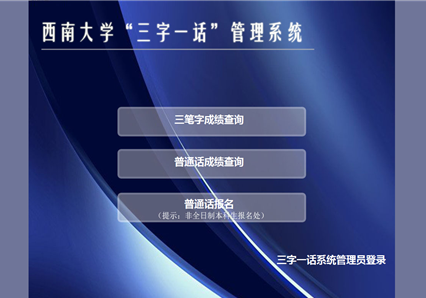 西南大学“三字一话”管理系统
三笔字成绩查询
普通话成绩查询
普通话报名
（提示：非全日制本科生报名处）
三字一话系统管理员登录